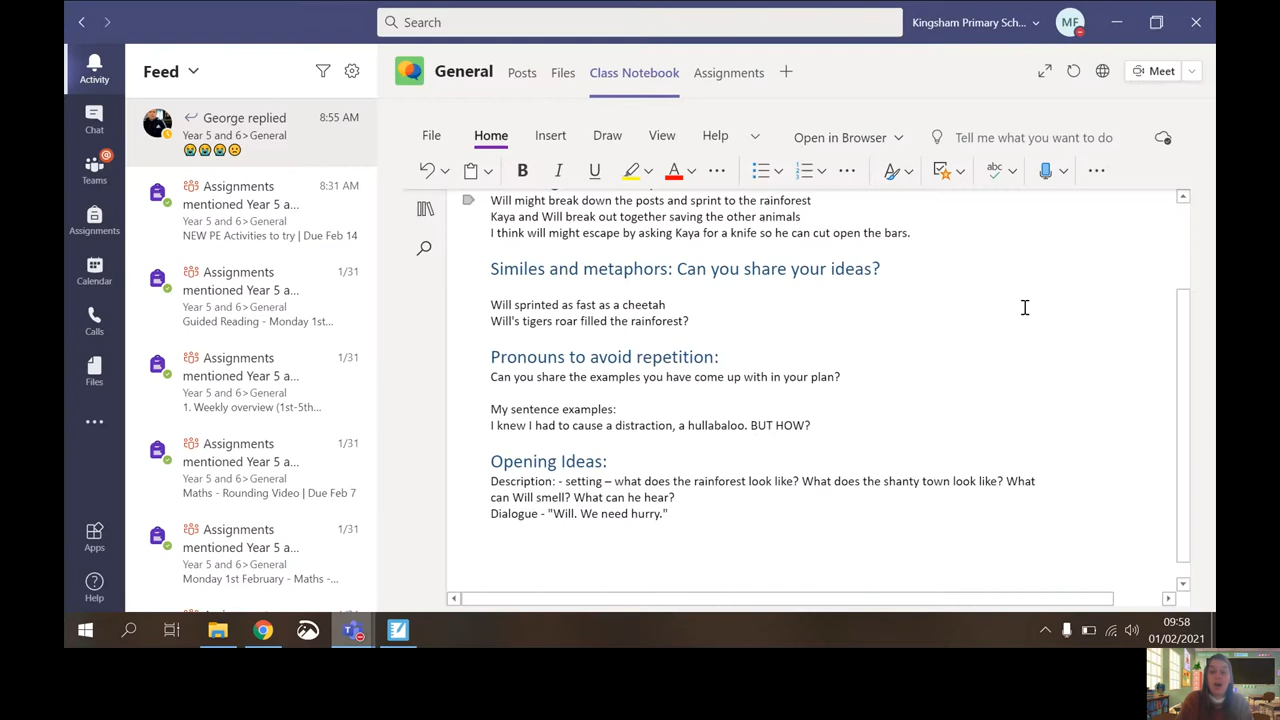 Search
Kingsham Primary Sch...
MF
Activity
Chat
Teams
Assignments
Calendar
Calls
Files
Apps
Help
Feed
George replied 8:55 AM
Year 5 and 6 > General
Assignments 8:31 AM
mentioned Year 5 a...
Year 5 and 6 > General
NEW PE Activities to try | Due Feb 14
Assignments 1/31
mentioned Year 5 a...
Year 5 and 6 > General
Guided Reading - Monday 1st...
Assignments 1/31
mentioned Year 5 a...
Year 5 and 6 > General
1. Weekly overview (1st-5th...
Assignments 1/31
mentioned Year 5 a...
Year 5 and 6 > General
Maths - Rounding Video | Due Feb 7
Assignments 1/31
mentioned Year 5 a...
Year 5 and 6 > General
Monday 1st February - Maths -...
General Posts Files Class Notebook Assignments
Meet
File Home Insert Draw View Help Open in Browser Tell me what you want to do
B I U A abc
Will might break down the posts and sprint to the rainforest
Kaya and Will break out together saving the other animals
I think will might escape by asking Kaya for a knife so he can cut open the bars.
Similes and metaphors: Can you share your ideas?
Will sprinted as fast as a cheetah
Will's tigers roar filled the rainforest?
Pronouns to avoid repetition:
Can you share the examples you have come up with in your plan?
My sentence examples:
I knew I had to cause a distraction, a hullabaloo. BUT HOW?
Opening Ideas:
Description: - setting – what does the rainforest look like? What does the shanty town look like? What
can Will smell? What can he hear?
Dialogue - "Will. We need hurry."
09:58
01/02/2021